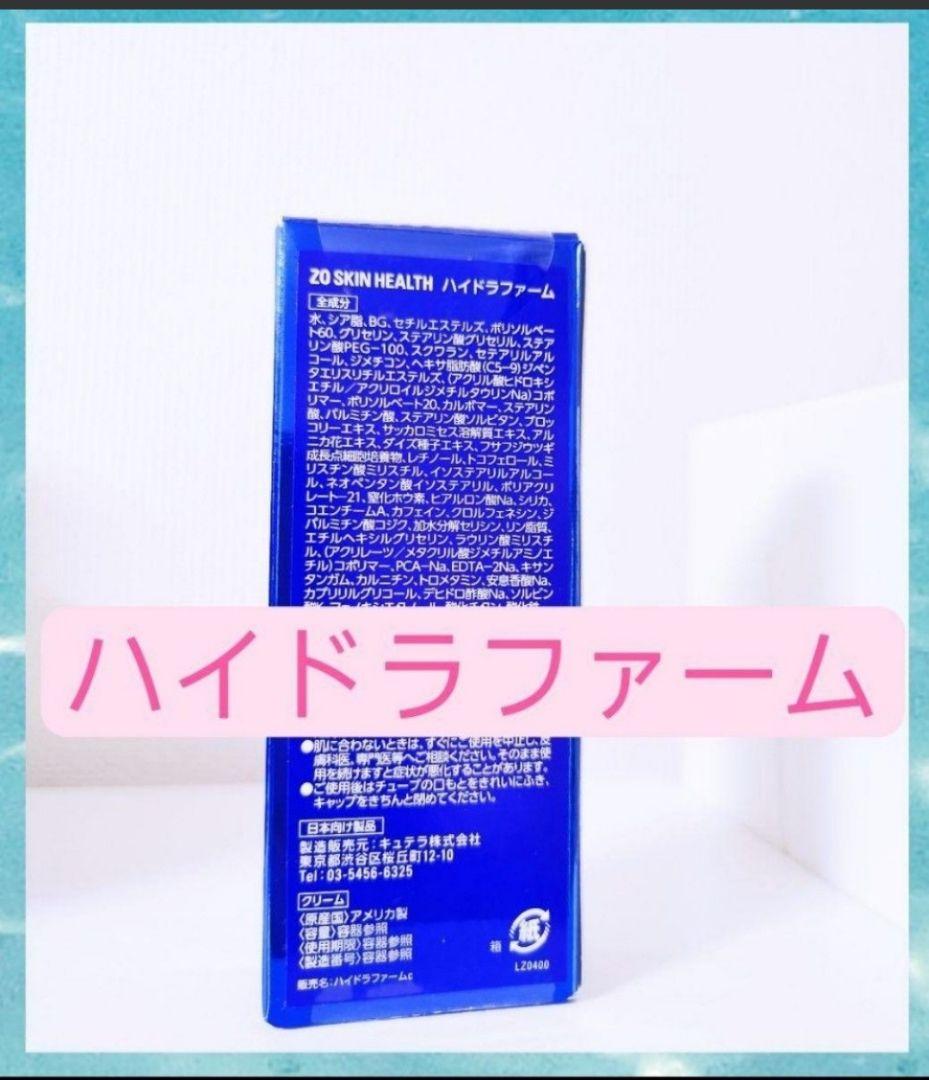 ZO SKIN HEALTH ハイドラファーム
全成分
水、シア脂、BG、セチルエステルズ、ポリソルベー
ト60、グリセリン、ステアリン酸グリセリル、ステア
リン酸PEG-100、スクワラン、セテアリルアル
コール、ジメチコン、ヘキサ脂肪酸(C5-9)ジペン
タエリスリチルエステルズ、(アクリル酸ヒドロキシ
エチル/アクリロイルジメチルタウリンNa)コポ
リマー、ポリソルベート20、カルボマー、ステアリン
酸、パルミチン酸、ステアリン酸ソルビタン、ブロッ
コリーエキス、サッカロミセス溶解質エキス、アル
ニカ花エキス、ダイズ種子エキス、フサフジウツギ
成長点細胞培養物、レチノール、トコフェロール、ミ
リスチン酸ミリスチル、イソステアリルアルコー
ル、ネオペンタン酸イソステアリル、ポリアクリ
レート-21、窒化ホウ素、ヒアルロン酸Na、シリカ、
コエンチームA、カフェイン、クロルフェネシン、ジ
パルミチン酸コジク、加水分解セリシン、リン脂質、
エチルヘキシルグリセリン、ラウリン酸ミリスチ
ル、(アクリレーツ/メタクリル酸ジメチルアミノエ
チル)コポリマー、PCA-Na、EDTA-2Na、キサン
タンガム、カルニチン、トロメタミン、安息香酸Na、
カプリリルグリコール、デヒドロ酢酸Na、ソルビン
ハイドラファーム
●肌に合わないときは、すぐにご使用を中止し、皮
膚科医、専門医等へご相談ください。そのまま使
用を続けますと症状が悪化することがあります。
●ご使用後はチューブの口もとをきれいにふき、
キャップをきちんと閉めてください。
日本向け製品
製造販売元:キュテラ株式会社
東京都渋谷区桜丘町12-10
Tel:03-5456-6325
クリーム
〈原産国〉アメリカ製
〈容量〉容器参照
〈使用期限〉容器参照
〈製造番号〉容器参照
販売名:ハイドラファームc
箱 紙
LZ0400